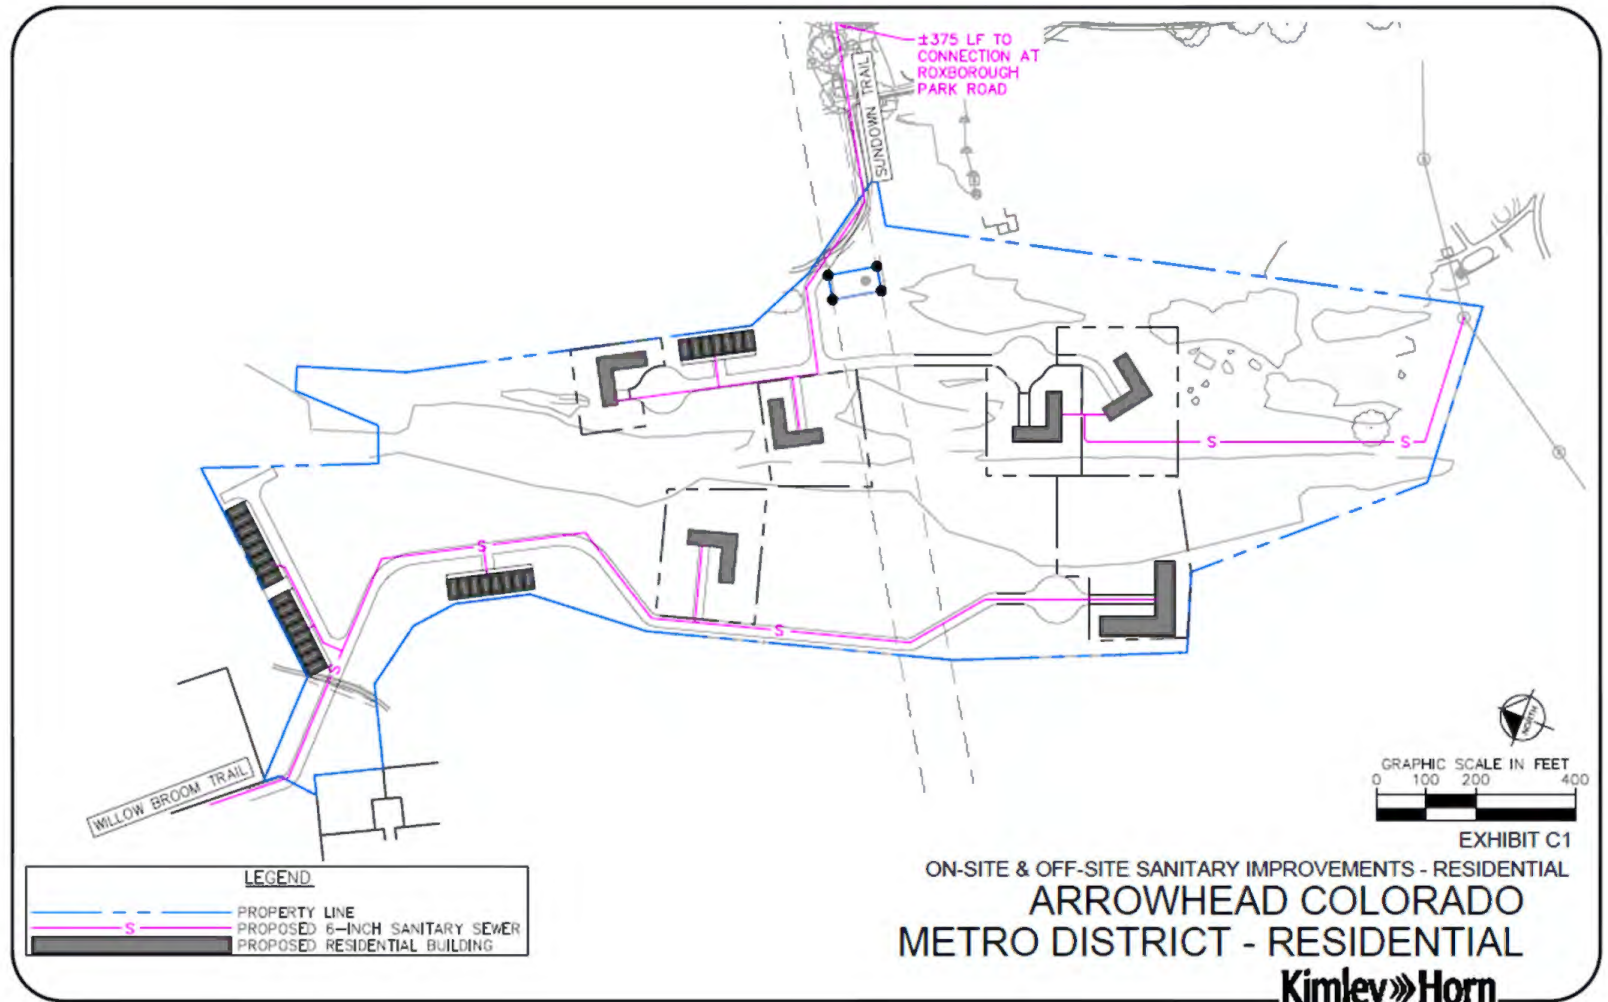 ±375 LF TO
CONNECTION AT
ROXBOROUGH
PARK ROAD
SUNDOWN TRAIL
S
S
S
S
S
WILLOW BROOM TRAIL
NORTH
GRAPHIC SCALE IN FEET
0 100 200 400
EXHIBIT C1
ON-SITE & OFF-SITE SANITARY IMPROVEMENTS - RESIDENTIAL
ARROWHEAD COLORADO
METRO DISTRICT - RESIDENTIAL
Kimley»Horn
LEGEND
PROPERTY LINE
S PROPOSED 6-INCH SANITARY SEWER
PROPOSED RESIDENTIAL BUILDING